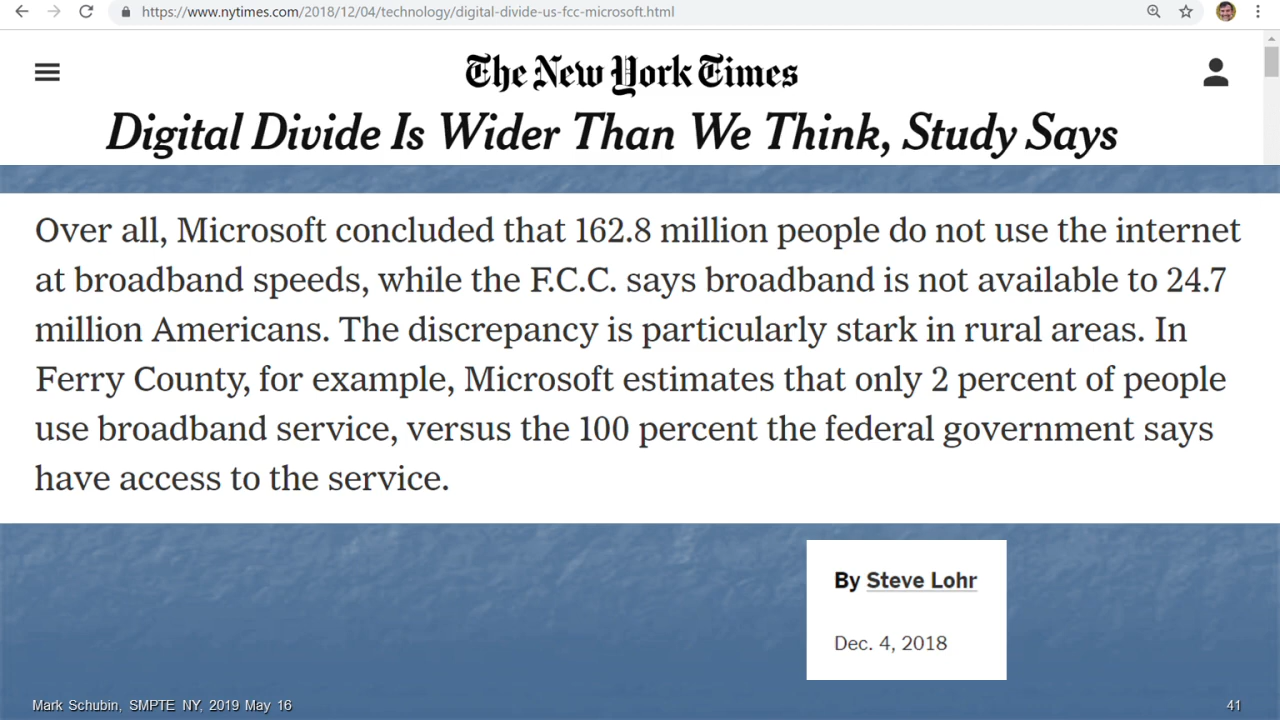 https://www.nytimes.com/2018/12/04/technology/digital-divide-us-fcc-microsoft.html
The New York Times
Digital Divide Is Wider Than We Think, Study Says
Over all, Microsoft concluded that 162.8 million people do not use the internet
at broadband speeds, while the F.C.C. says broadband is not available to 24.7
million Americans. The discrepancy is particularly stark in rural areas. In
Ferry County, for example, Microsoft estimates that only 2 percent of people
use broadband service, versus the 100 percent the federal government says
have access to the service.
By Steve Lohr
Dec. 4, 2018
Mark Schubin, SMPTE NY, 2019 May 16
41